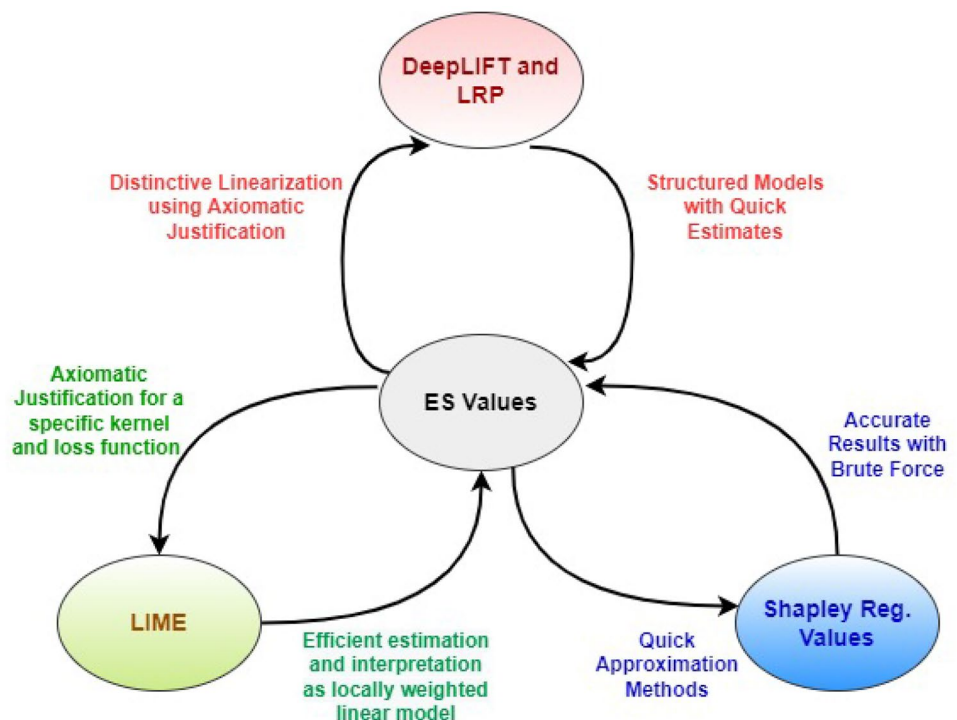 DeepLIFT and
LRP
Distinctive Linearization
using Axiomatic
Justification
Structured Models
with Quick
Estimates
Axiomatic
Justification for a
specific kernel
and loss function
ES Values
Accurate
Results with
Brute Force
LIME
Efficient estimation
and interpretation
as locally weighted
linear model
Quick
Approximation
Methods
Shapley Reg.
Values